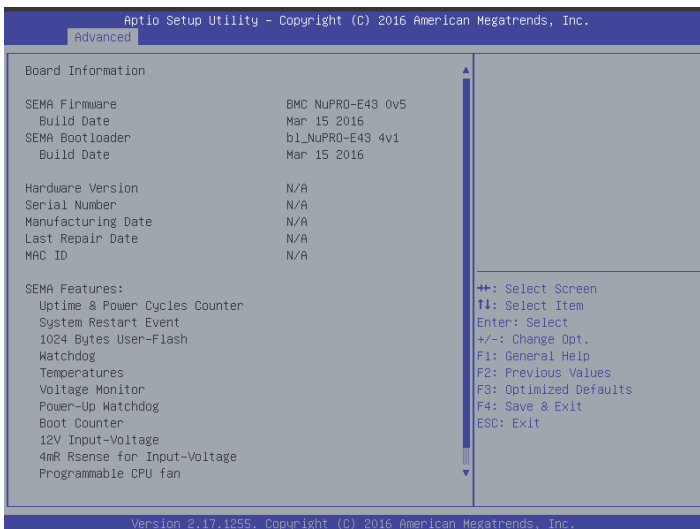 Aptio Setup Utility – Copyright (C) 2016 American Megatrends, Inc.
Advanced
Board Information
SEMA Firmware BMC NuPRO-E43 0v5
Build Date Mar 15 2016
SEMA Bootloader bl_NuPRO-E43 4v1
Build Date Mar 15 2016
Hardware Version N/A
Serial Number N/A
Manufacturing Date N/A
Last Repair Date N/A
MAC ID N/A
SEMA Features:
Uptime & Power Cycles Counter
System Restart Event
1024 Bytes User-Flash
Watchdog
Temperatures
Voltage Monitor
Power-Up Watchdog
Boot Counter
12V Input-Voltage
4mR Rsense for Input-Voltage
Programmable CPU fan
→←: Select Screen
↑↓: Select Item
Enter: Select
+/-: Change Opt.
F1: General Help
F2: Previous Values
F3: Optimized Defaults
F4: Save & Exit
ESC: Exit
Version 2.17.1255. Copyright (C) 2016 American Megatrends, Inc.